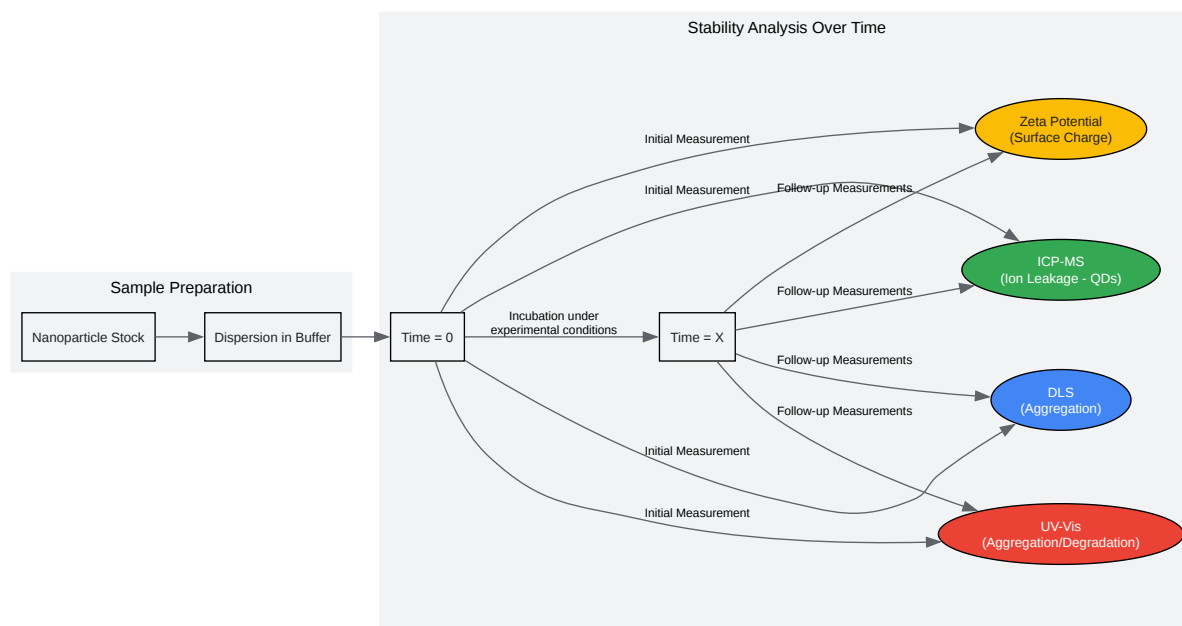 Stability Analysis Over Time
Sample Preparation
Nanoparticle Stock
Dispersion in Buffer
Time = 0
Incubation under
experimental conditions
Time = X
Initial Measurement
Initial Measurement
Initial Measurement
Initial Measurement
Follow-up Measurements
Follow-up Measurements
Follow-up Measurements
Follow-up Measurements
Zeta Potential
(Surface Charge)
ICP-MS
(Ion Leakage - QDs)
DLS
(Aggregation)
UV-Vis
(Aggregation/Degradation)